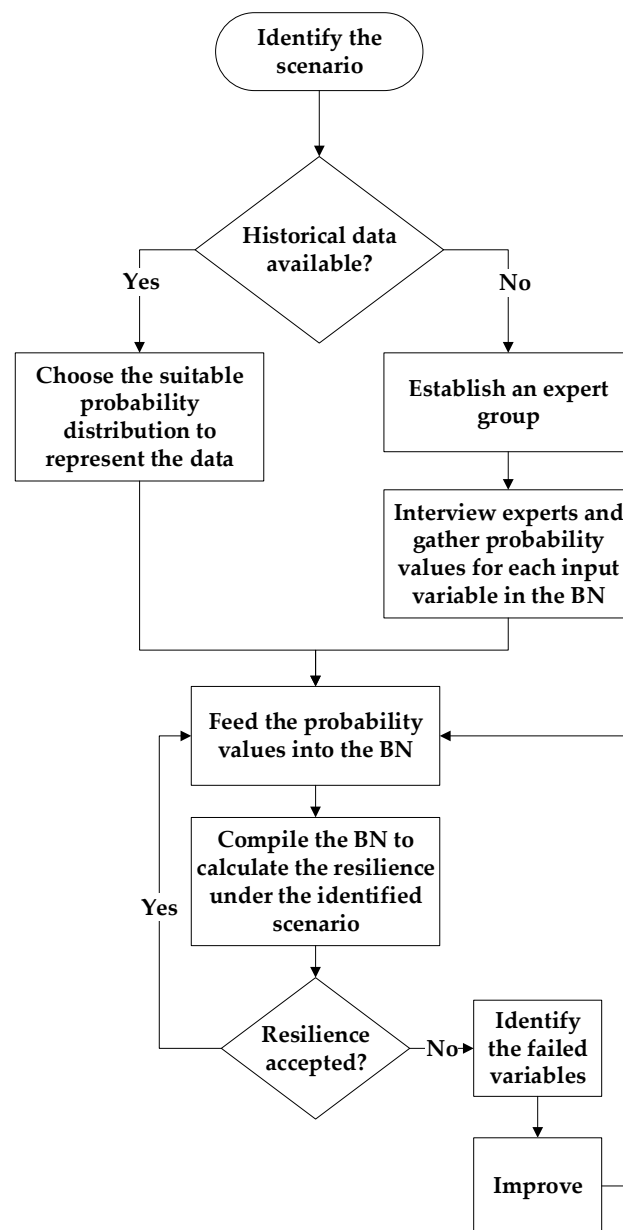 Identify the
scenario
Historical data
available?
Yes
No
Choose the suitable
probability
distribution to
represent the data
Establish an expert
group
Interview experts and
gather probability
values for each input
variable in the BN
Feed the probability
values into the BN
Compile the BN to
calculate the resilience
under the identified
scenario
Yes
Resilience
accepted?
No
Identify
the failed
variables
Improve